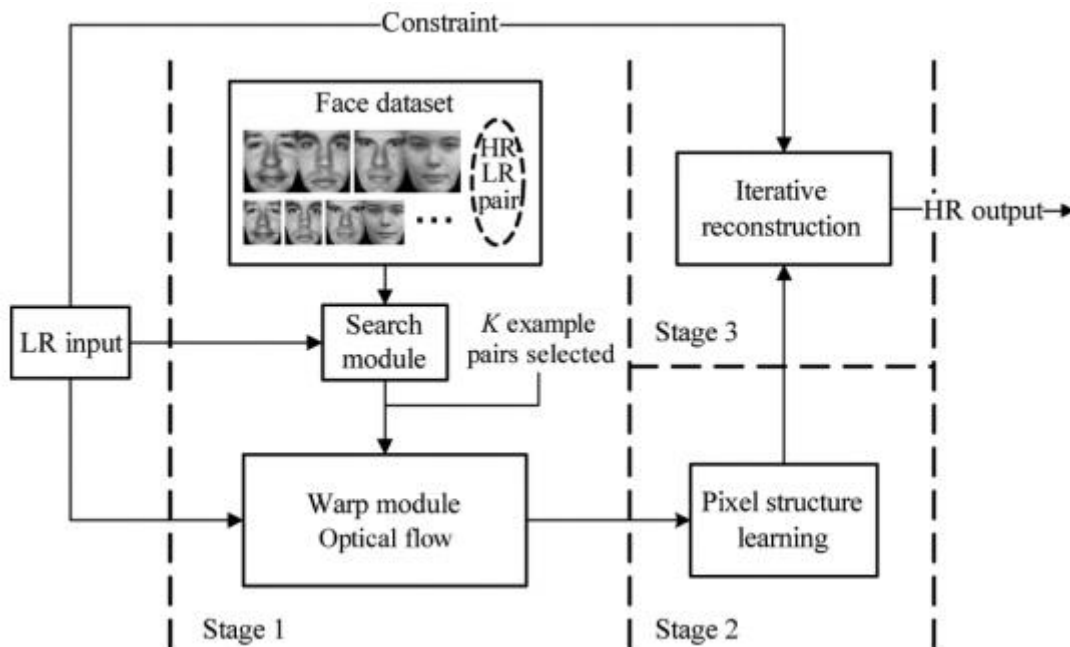 Constraint
Face dataset
HR
LR
pair
...
Iterative
reconstruction
HR output
LR input
Search
module
K example
pairs selected
Stage 3
Warp module
Optical flow
Pixel structure
learning
Stage 1
Stage 2